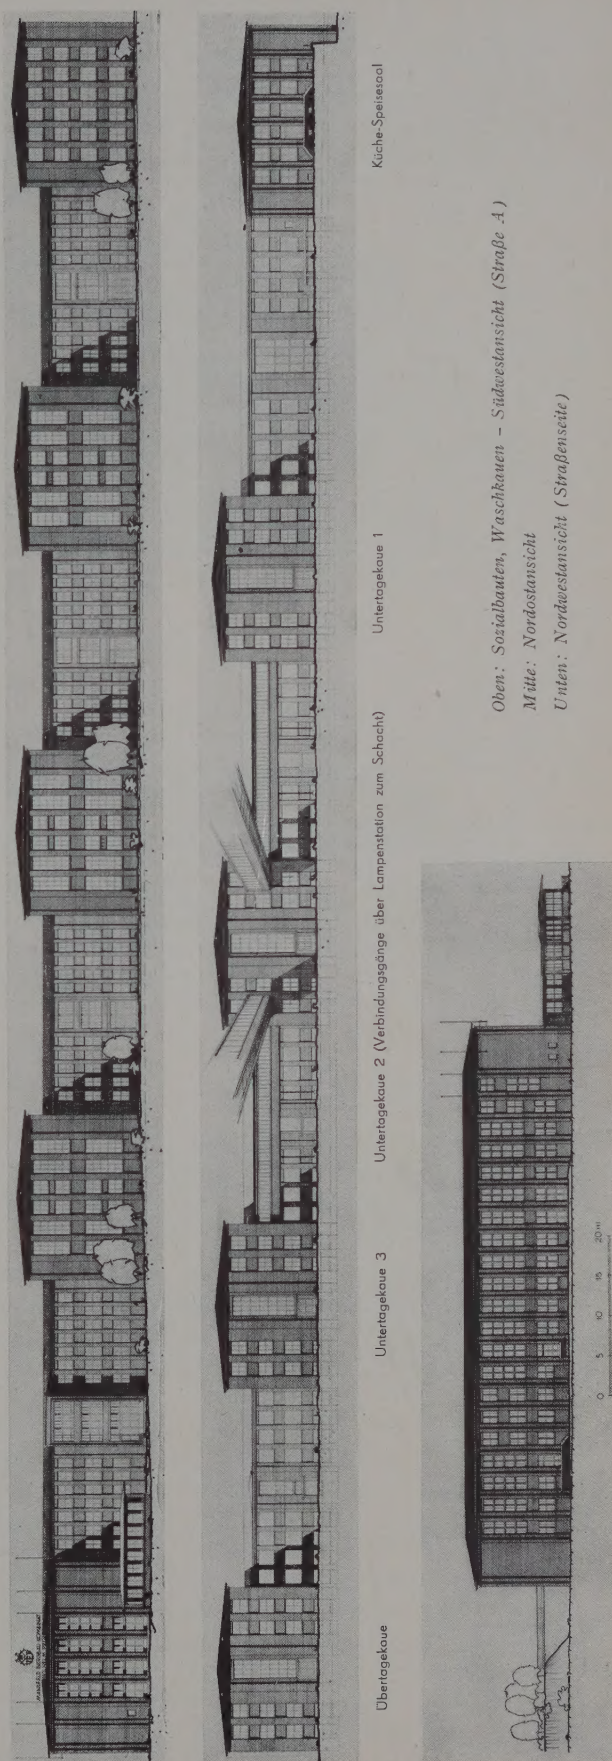 Übertagekaue
Untertagekaue 3
Untertagekaue 2 (Verbindungsgänge über Lampenstation zum Schacht)
Untertagekaue 1
Küche-Speisesaal
Oben: Sozialbauten, Waschkauen – Südwestansicht (Straße A)
Mitte: Nordostansicht
Unten: Nordwestansicht (Straßenseite)
0 5 10 15 20 M